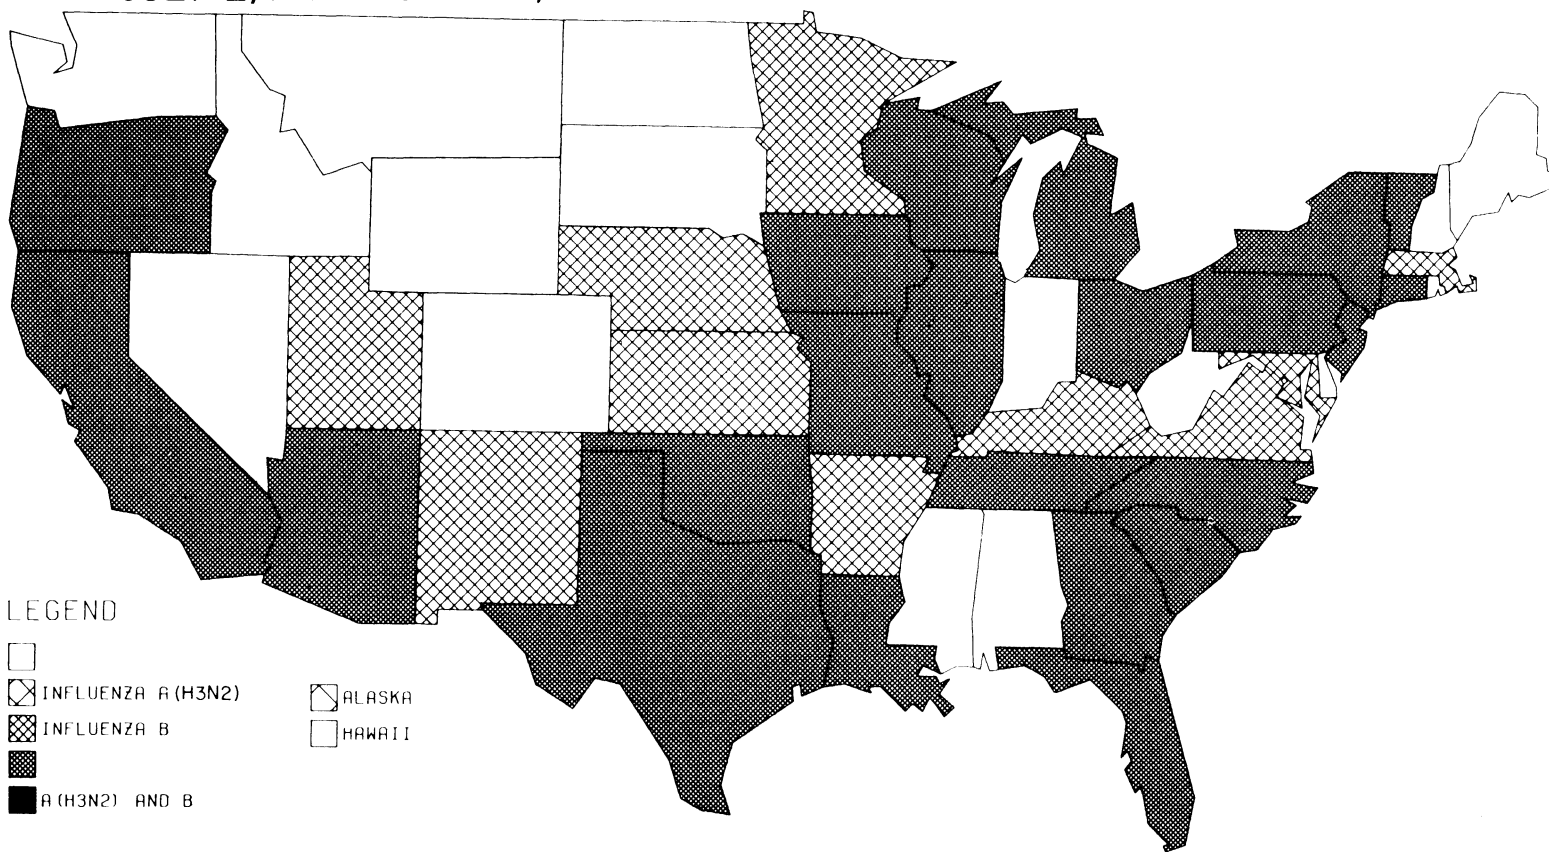 LEGEND
INFLUENZA A(H3N2)
INFLUENZA B
A(H3N2) AND B
ALASKA
HAWAII